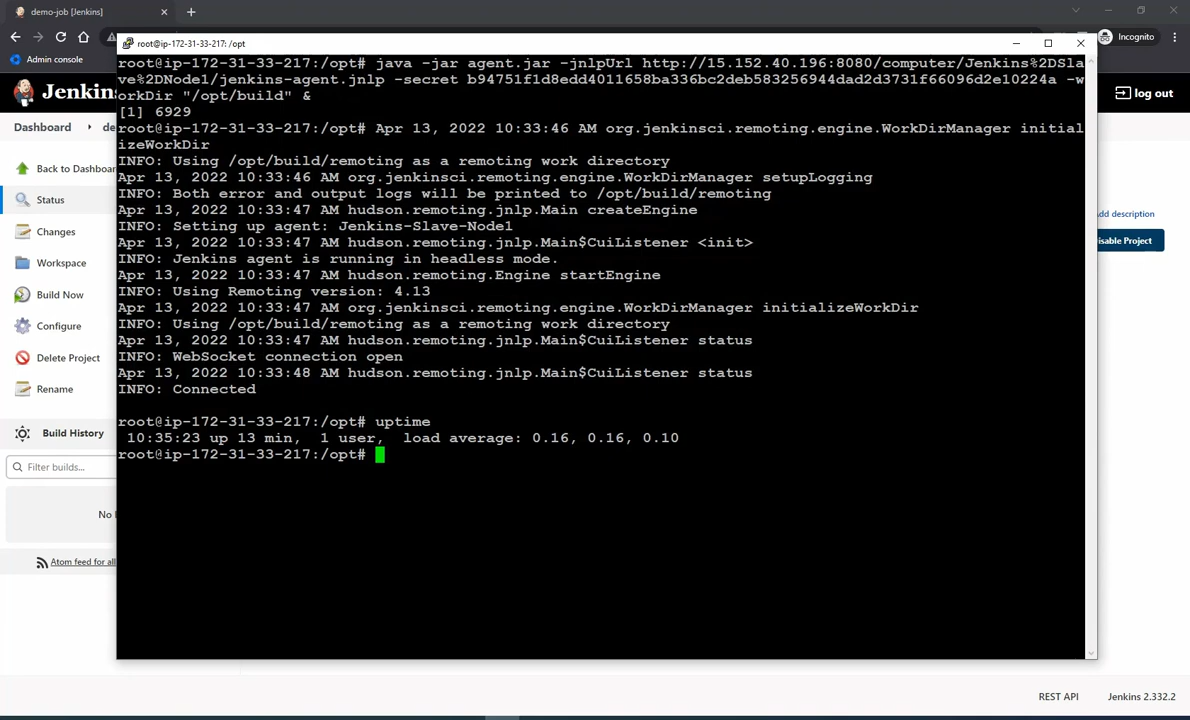 demo-job [Jenkins]
Incognito
Admin console
root@ip-172-31-33-217: /opt
Jenkins
log out
Dashboard
de
Back to Dashboar
Status
Changes
Workspace
Build Now
Configure
Delete Project
Rename
Build History
Filter builds...
No
Atom feed for all
dd description
isable Project
root@ip-172-31-33-217:/opt# java -jar agent.jar -jnlpUrl http://15.152.40.196:8080/computer/Jenkins%2DSla
ve%2DNode1/jenkins-agent.jnlp -secret b94751f1d8edd4011658ba336bc2deb583256944dad2d3731f66096d2e10224a -w
orkDir "/opt/build" &
[1] 6929
root@ip-172-31-33-217:/opt# Apr 13, 2022 10:33:46 AM org.jenkinsci.remoting.engine.WorkDirManager initial
izeWorkDir
INFO: Using /opt/build/remoting as a remoting work directory
Apr 13, 2022 10:33:46 AM org.jenkinsci.remoting.engine.WorkDirManager setupLogging
INFO: Both error and output logs will be printed to /opt/build/remoting
Apr 13, 2022 10:33:47 AM hudson.remoting.jnlp.Main createEngine
INFO: Setting up agent: Jenkins-Slave-Node1
Apr 13, 2022 10:33:47 AM hudson.remoting.jnlp.Main$CuiListener <init>
INFO: Jenkins agent is running in headless mode.
Apr 13, 2022 10:33:47 AM hudson.remoting.Engine startEngine
INFO: Using Remoting version: 4.13
Apr 13, 2022 10:33:47 AM org.jenkinsci.remoting.engine.WorkDirManager initializeWorkDir
INFO: Using /opt/build/remoting as a remoting work directory
Apr 13, 2022 10:33:47 AM hudson.remoting.jnlp.Main$CuiListener status
INFO: WebSocket connection open
Apr 13, 2022 10:33:48 AM hudson.remoting.jnlp.Main$CuiListener status
INFO: Connected
root@ip-172-31-33-217:/opt# uptime
10:35:23 up 13 min, 1 user, load average: 0.16, 0.16, 0.10
root@ip-172-31-33-217:/opt#
REST API
Jenkins 2.332.2